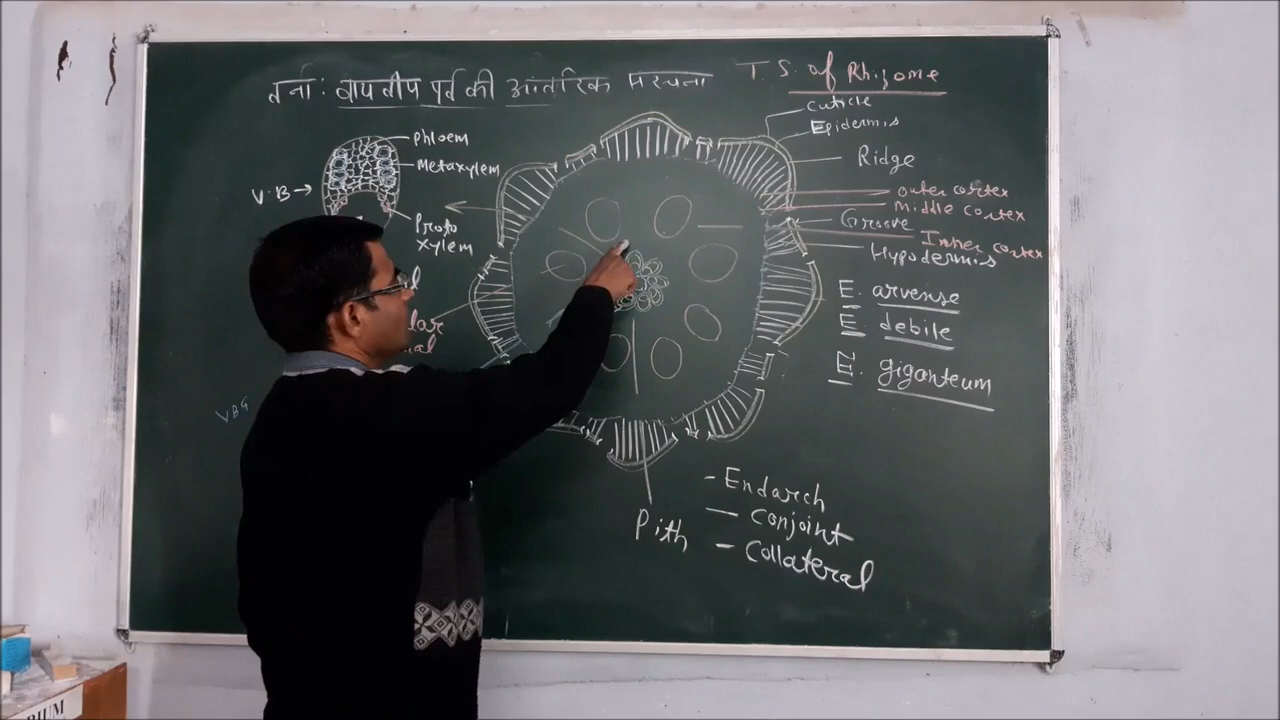 तना: वायवीय पर्व की आंतरिक संरचना
T. S. of Rhizome
Cuticle
Epidermis
Ridge
outer cortex
Middle Cortex
Groove
Inner cortex
Hypodermis
Phloem
Metaxylem
V.B
Proto
xylem
E. arvense
E. debile
E. giganteum
- Endarch
- Conjoint
- Collateral
Pith